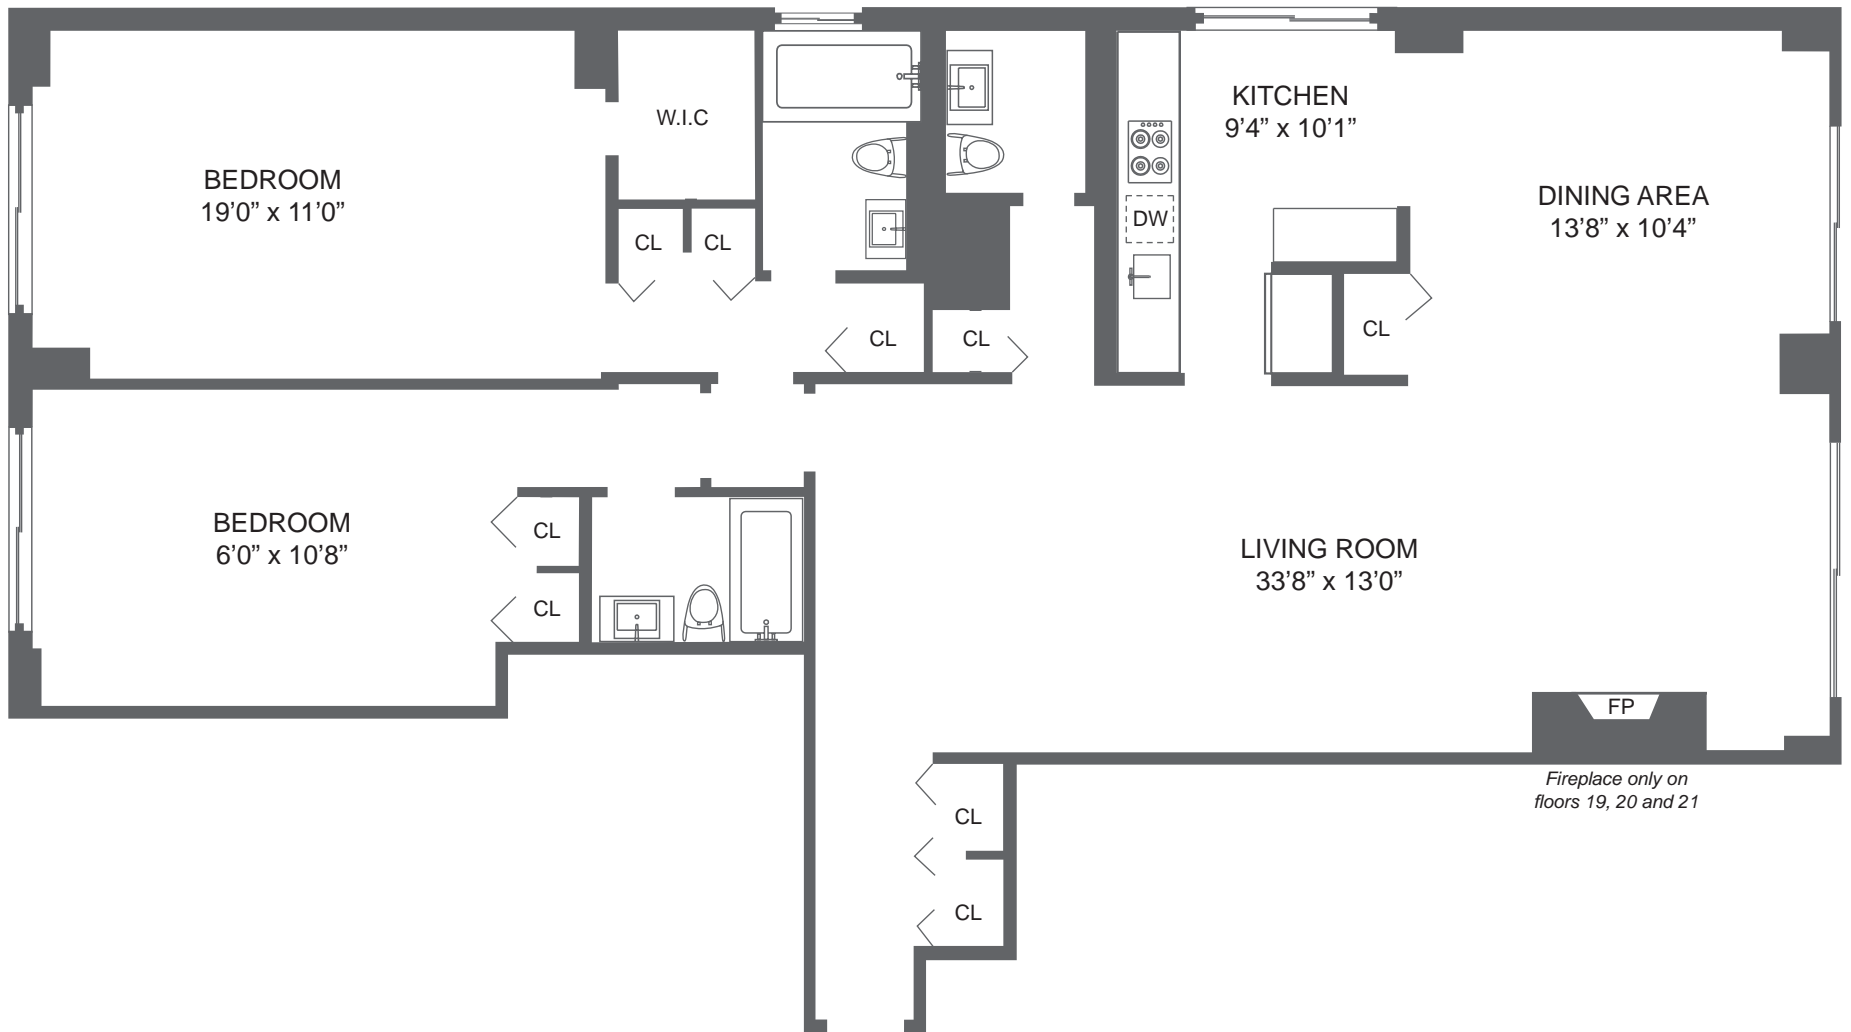 BEDROOM
19’0” x 11’0”
W.I.C
CL
CL
CL
CL
KITCHEN
9’4” x 10’1”
DW
CL
DINING AREA
13’8” x 10’4”
BEDROOM
6’0” x 10’8”
CL
CL
LIVING ROOM
33’8” x 13’0”
FP
Fireplace only on
floors 19, 20 and 21
CL
CL